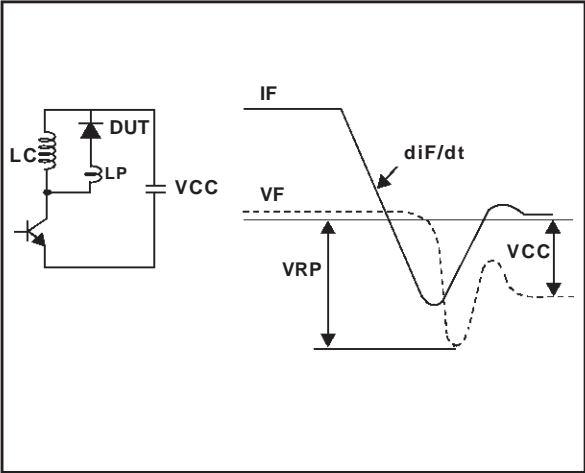 IF
DUT
diF/dt
LC
LP
VCC
VF
VCC
VRP